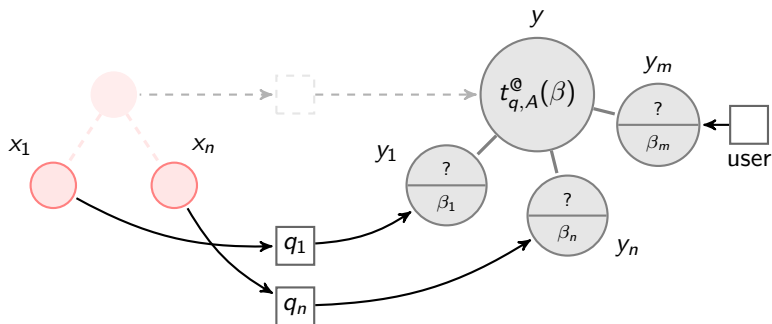 y
y_m
t^@_{q,A}(β)
?
β_m
user
x_1
x_n
y_1
?
β_1
?
β_n
y_n
q_1
q_n